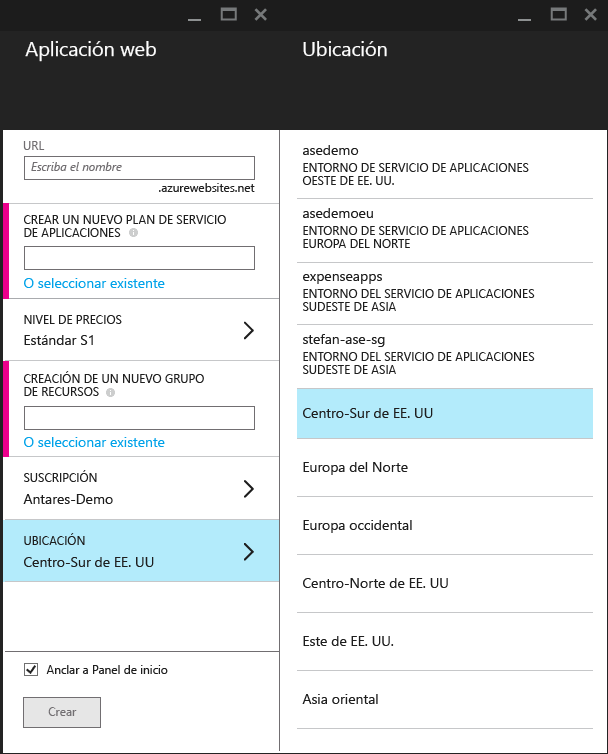 Aplicación web
URL
Escriba el nombre
.azurewebsites.net
CREAR UN NUEVO PLAN DE SERVICIO
DE APLICACIONES
O seleccionar existente
NIVEL DE PRECIOS
Estándar S1
CREACIÓN DE UN NUEVO GRUPO
DE RECURSOS
O seleccionar existente
SUSCRIPCIÓN
Antares-Demo
UBICACIÓN
Centro-Sur de EE. UU
Anclar a Panel de inicio
Crear
Ubicación
asedemo
ENTORNO DE SERVICIO DE APLICACIONES
OESTE DE EE. UU.
asedemoeu
ENTORNO DE SERVICIO DE APLICACIONES
EUROPA DEL NORTE
expenseapps
ENTORNO DEL SERVICIO DE APLICACIONES
SUDESTE DE ASIA
stefan-ase-sg
ENTORNO DEL SERVICIO DE APLICACIONES
SUDESTE DE ASIA
Centro-Sur de EE. UU
Europa del Norte
Europa occidental
Centro-Norte de EE. UU
Este de EE. UU.
Asia oriental